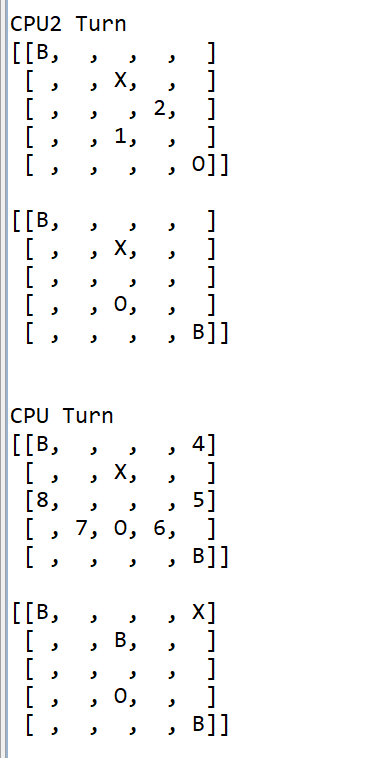 CPU2 Turn
[[B,  ,  ,  ,  ]
 [ ,  , X,  ,  ]
 [ ,  ,  , 2,  ]
 [ ,  , 1,  ,  ]
 [ ,  ,  ,  , O]]
[[B,  ,  ,  ,  ]
 [ ,  , X,  ,  ]
 [ ,  ,  ,  ,  ]
 [ ,  , O,  ,  ]
 [ ,  ,  ,  , B]]
CPU Turn
[[B,  ,  ,  , 4]
 [ ,  , X,  ,  ]
 [8,  ,  ,  , 5]
 [ , 7, O, 6,  ]
 [ ,  ,  ,  , B]]
[[B,  ,  ,  , X]
 [ ,  , B,  ,  ]
 [ ,  ,  ,  ,  ]
 [ ,  , O,  ,  ]
 [ ,  ,  ,  , B]]